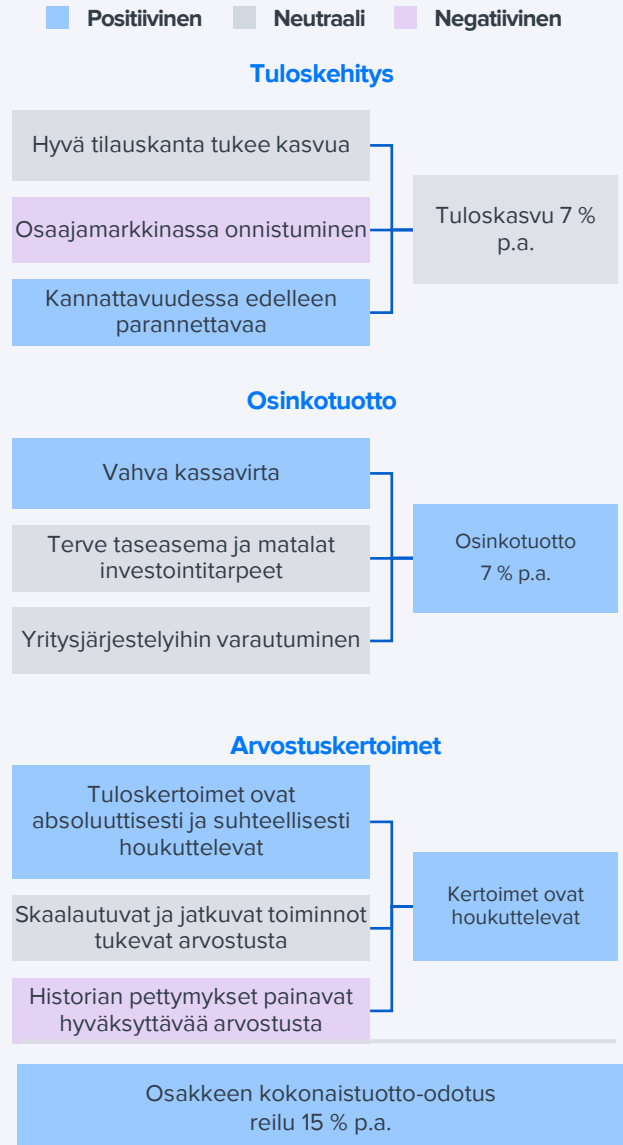 Positiivinen Neutraali Negatiivinen
Tuloskehitys
Hyvä tilauskanta tukee kasvua
Osaajamarkkinassa onnistuminen
Kannattavuudessa edelleen
parannettavaa
Tuloskasvu 7 %
p.a.
Osinkotuotto
Vahva kassavirta
Terve taseasema ja matalat
investointitarpeet
Yritysjärjestelyihin varautuminen
Osinkotuotto
7 % p.a.
Arvostuskertoimet
Tuloskertoimet ovat
absoluuttisesti ja suhteellisesti
houkuttelevat
Skaalautuvat ja jatkuvat toiminnot
tukevat arvostusta
Historian pettymykset painavat
hyväksyttävää arvostusta
Kertoimet ovat
houkuttelevat
Osakkeen kokonaistuotto-odotus
reilu 15 % p.a.